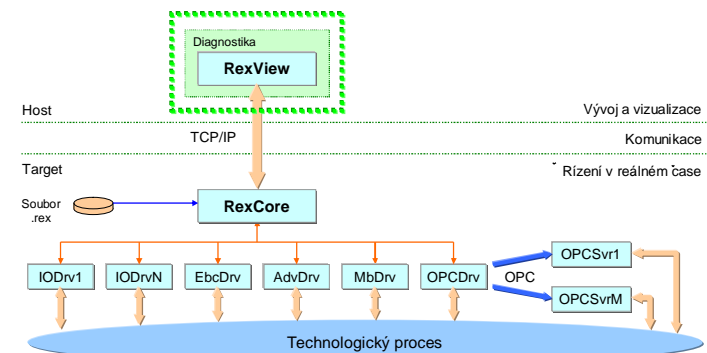 Diagnostika
RexView
Host
Vývoj a vizualizace
TCP/IP
Komunikace
Target
Řízení v reálném čase
Soubor
.rex
RexCore
IODrv1
IODrvN
EbcDrv
AdvDrv
MbDrv
OPCDrv
OPC
OPCSvr1
OPCSvrM
Technologický proces